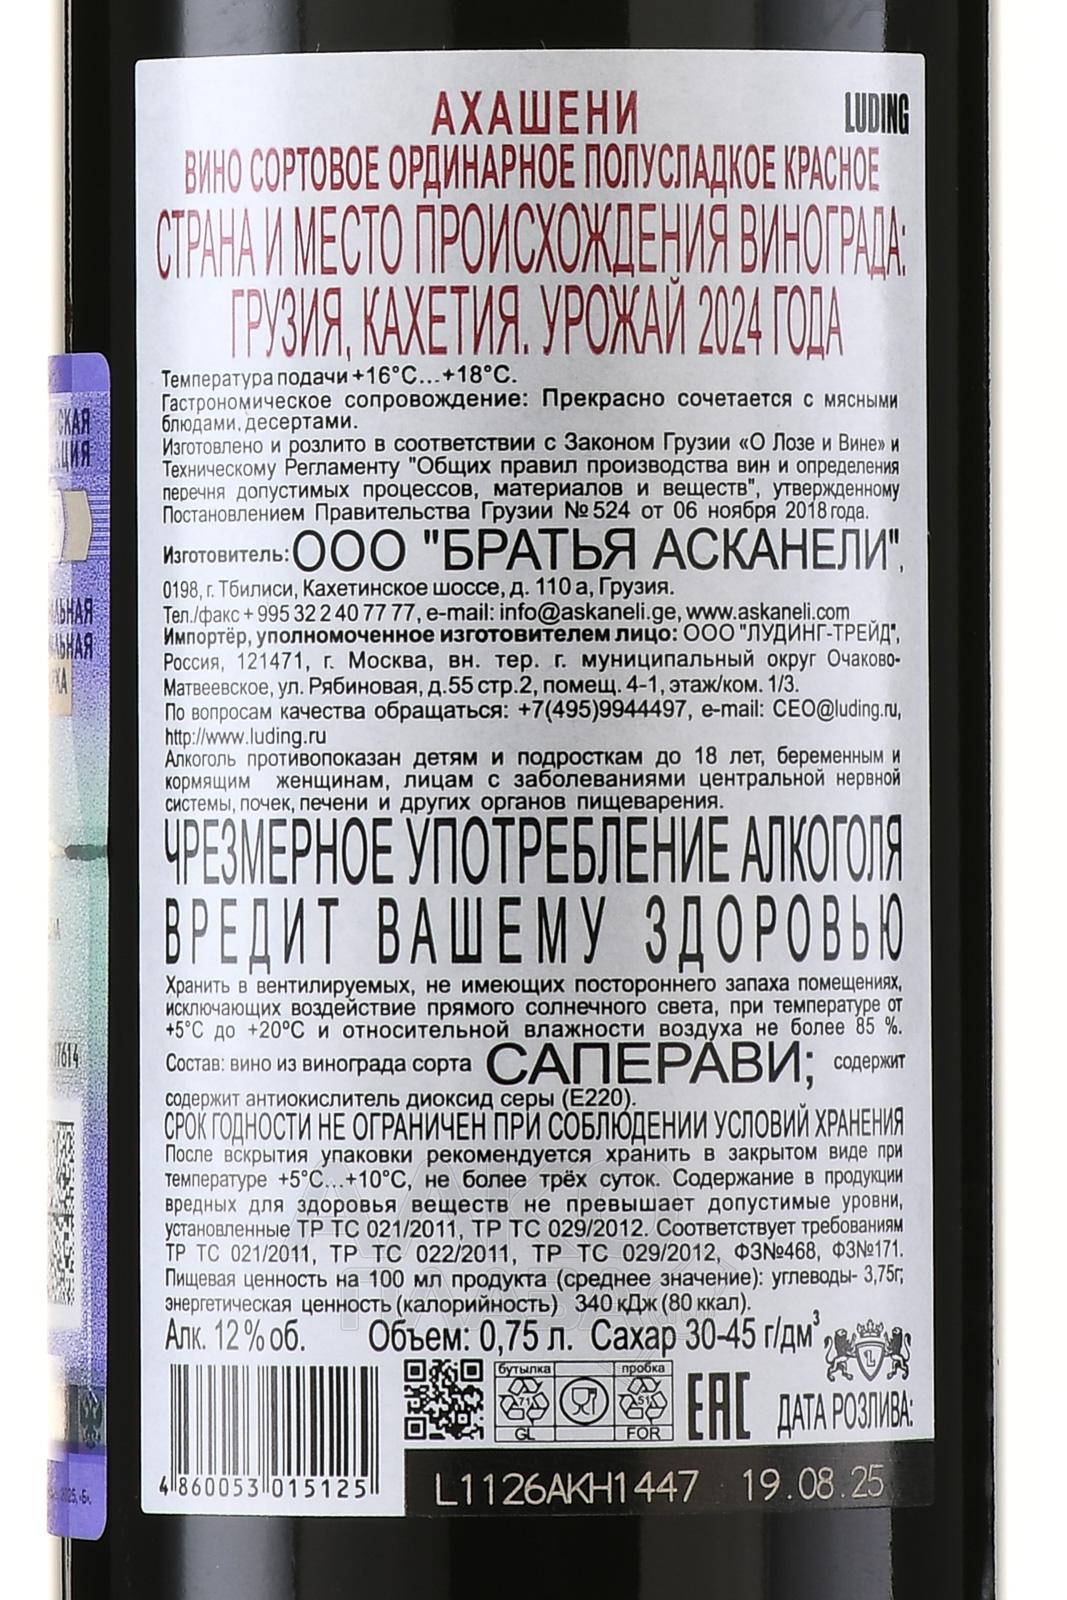 АХАШЕНИ
LUDING
ВИНО СОРТОВОЕ ОРДИНАРНОЕ ПОЛУСЛАДКОЕ КРАСНОЕ
СТРАНА И МЕСТО ПРОИСХОЖДЕНИЯ ВИНОГРАДА:
ГРУЗИЯ, КАХЕТИЯ. УРОЖАЙ 2024 ГОДА
Температура подачи +16°С...+18°С.
Гастрономическое сопровождение: Прекрасно сочетается с мясными
блюдами, десертами.
Изготовлено и розлито в соответствии с Законом Грузии «О Лозе и Вине» и
Техническому Регламенту "Общих правил производства вин и определения
перечня допустимых процессов, материалов и веществ", утвержденному
Постановлением Правительства Грузии №524 от 06 ноября 2018 года.
Изготовитель: ООО "БРАТЬЯ АСКАНЕЛИ",
0198, г. Тбилиси, Кахетинское шоссе, д. 110 а, Грузия.
Тел./факс + 995 32 2 40 77 77, e-mail: info@askaneli.ge, www.askaneli.com
Импортёр, уполномоченное изготовителем лицо: ООО "ЛУДИНГ-ТРЕЙД",
Россия, 121471, г. Москва, вн. тер. г. муниципальный округ Очаково-
Матвеевское, ул. Рябиновая, д.55 стр.2, помещ. 4-1, этаж/ком. 1/3.
По вопросам качества обращаться: +7(495)9944497, e-mail: CEO@luding.ru,
http://www.luding.ru
Алкоголь противопоказан детям и подросткам до 18 лет, беременным и
кормящим женщинам, лицам с заболеваниями центральной нервной
системы, почек, печени и других органов пищеварения.
ЧРЕЗМЕРНОЕ УПОТРЕБЛЕНИЕ АЛКОГОЛЯ
ВРЕДИТ ВАШЕМУ ЗДОРОВЬЮ
Хранить в вентилируемых, не имеющих постороннего запаха помещениях,
исключающих воздействие прямого солнечного света, при температуре от
+5°С до +20°С и относительной влажности воздуха не более 85 %.
Состав: вино из винограда сорта САПЕРАВИ; содержит
содержит антиокислитель диоксид серы (Е220).
СРОК ГОДНОСТИ НЕ ОГРАНИЧЕН ПРИ СОБЛЮДЕНИИ УСЛОВИЙ ХРАНЕНИЯ
После вскрытия упаковки рекомендуется хранить в закрытом виде при
температуре +5°С...+10°С, не более трёх суток. Содержание в продукции
вредных для здоровья веществ не превышает допустимые уровни,
установленные ТР ТС 021/2011, ТР ТС 029/2012. Соответствует требованиям
ТР ТС 021/2011, ТР ТС 022/2011, ТР ТС 029/2012, ФЗ№468, ФЗ№171.
Пищевая ценность на 100 мл продукта (среднее значение): углеводы- 3,75г;
энергетическая ценность (калорийность) 340 кДж (80 ккал).
Алк. 12 % об. Объем: 0,75 л. Сахар 30-45 г/дм³
бутылка пробка
71 51
GL FOR
EAC
ДАТА РОЗЛИВА:
4 860053 015125
L1126AKH1447 19.08.25